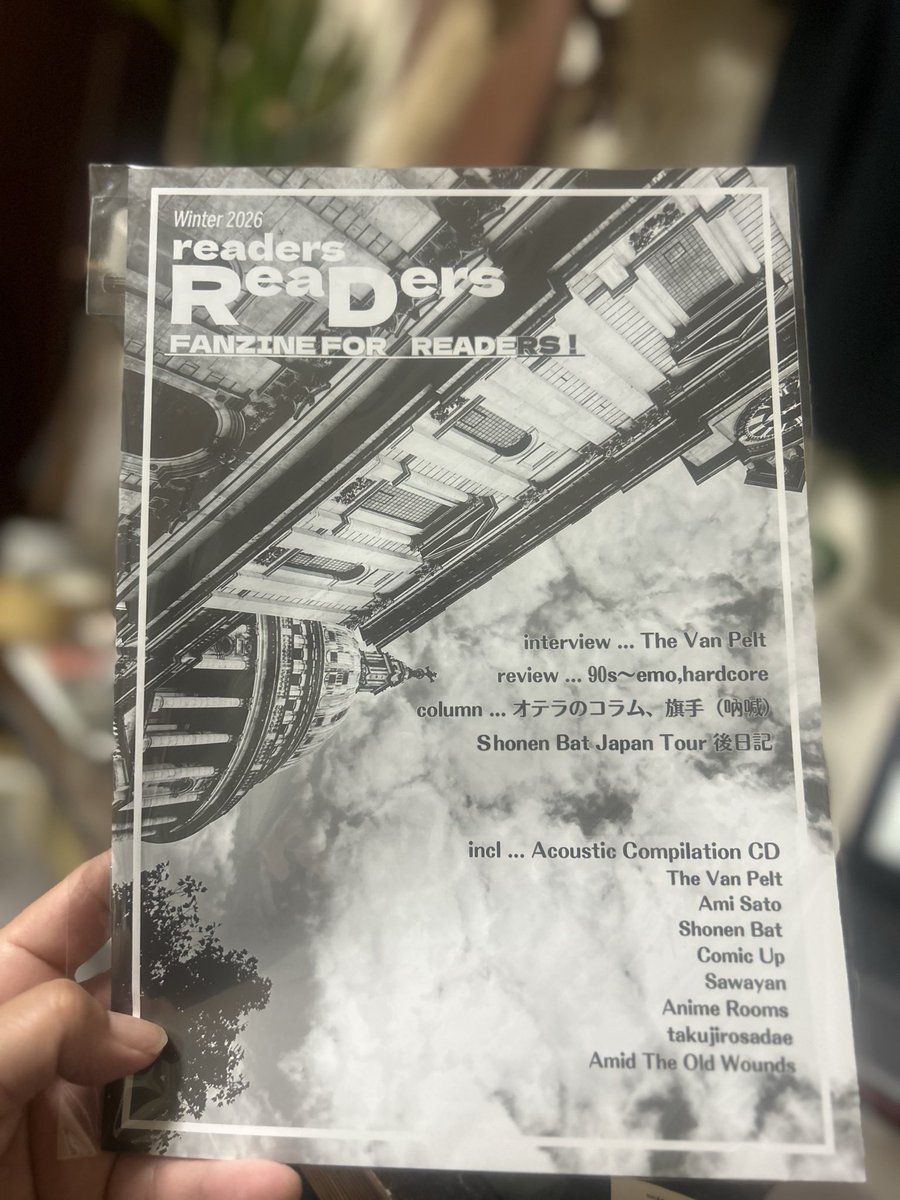 Winter 2026
readers
ReaDers
FANZINE FOR READERS!
interview ... The Van Pelt
review ... 90s〜emo,hardcore
column ... オテラのコラム、旗手（吶喊）
Shonen Bat Japan Tour 後日記
incl ... Acoustic Compilation CD
The Van Pelt
Ami Sato
Shonen Bat
Comic Up
Sawayan
Anime Rooms
takujirosadae
Amid The Old Wounds